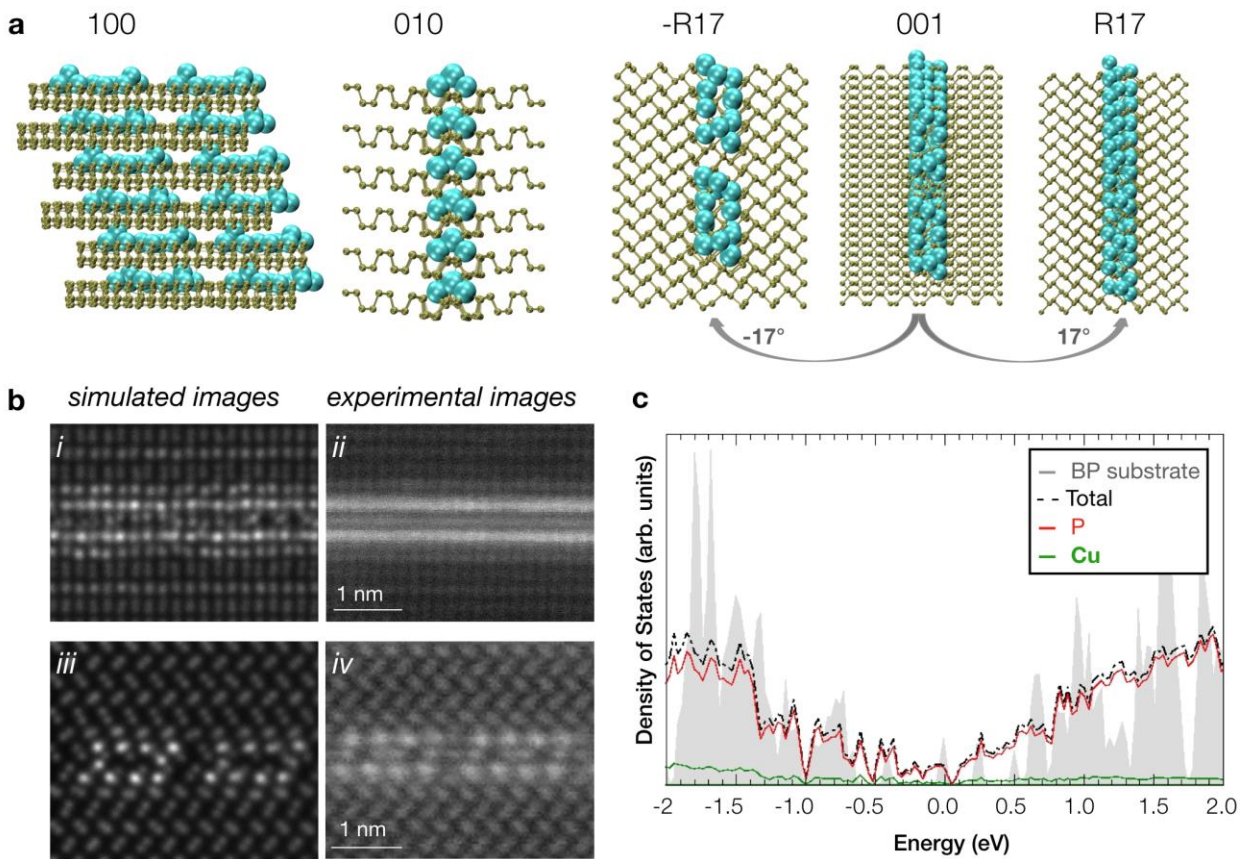 a
100 010 -R17 001 R17
-17° 17°
b
simulated images experimental images
i ii
1 nm
iii iv
1 nm
c
Density of States (arb. units)
BP substrate
Total
P
Cu
-2 -1.5 -1.0 -0.5 0.0 0.5 1.0 1.5 2.0
Energy (eV)